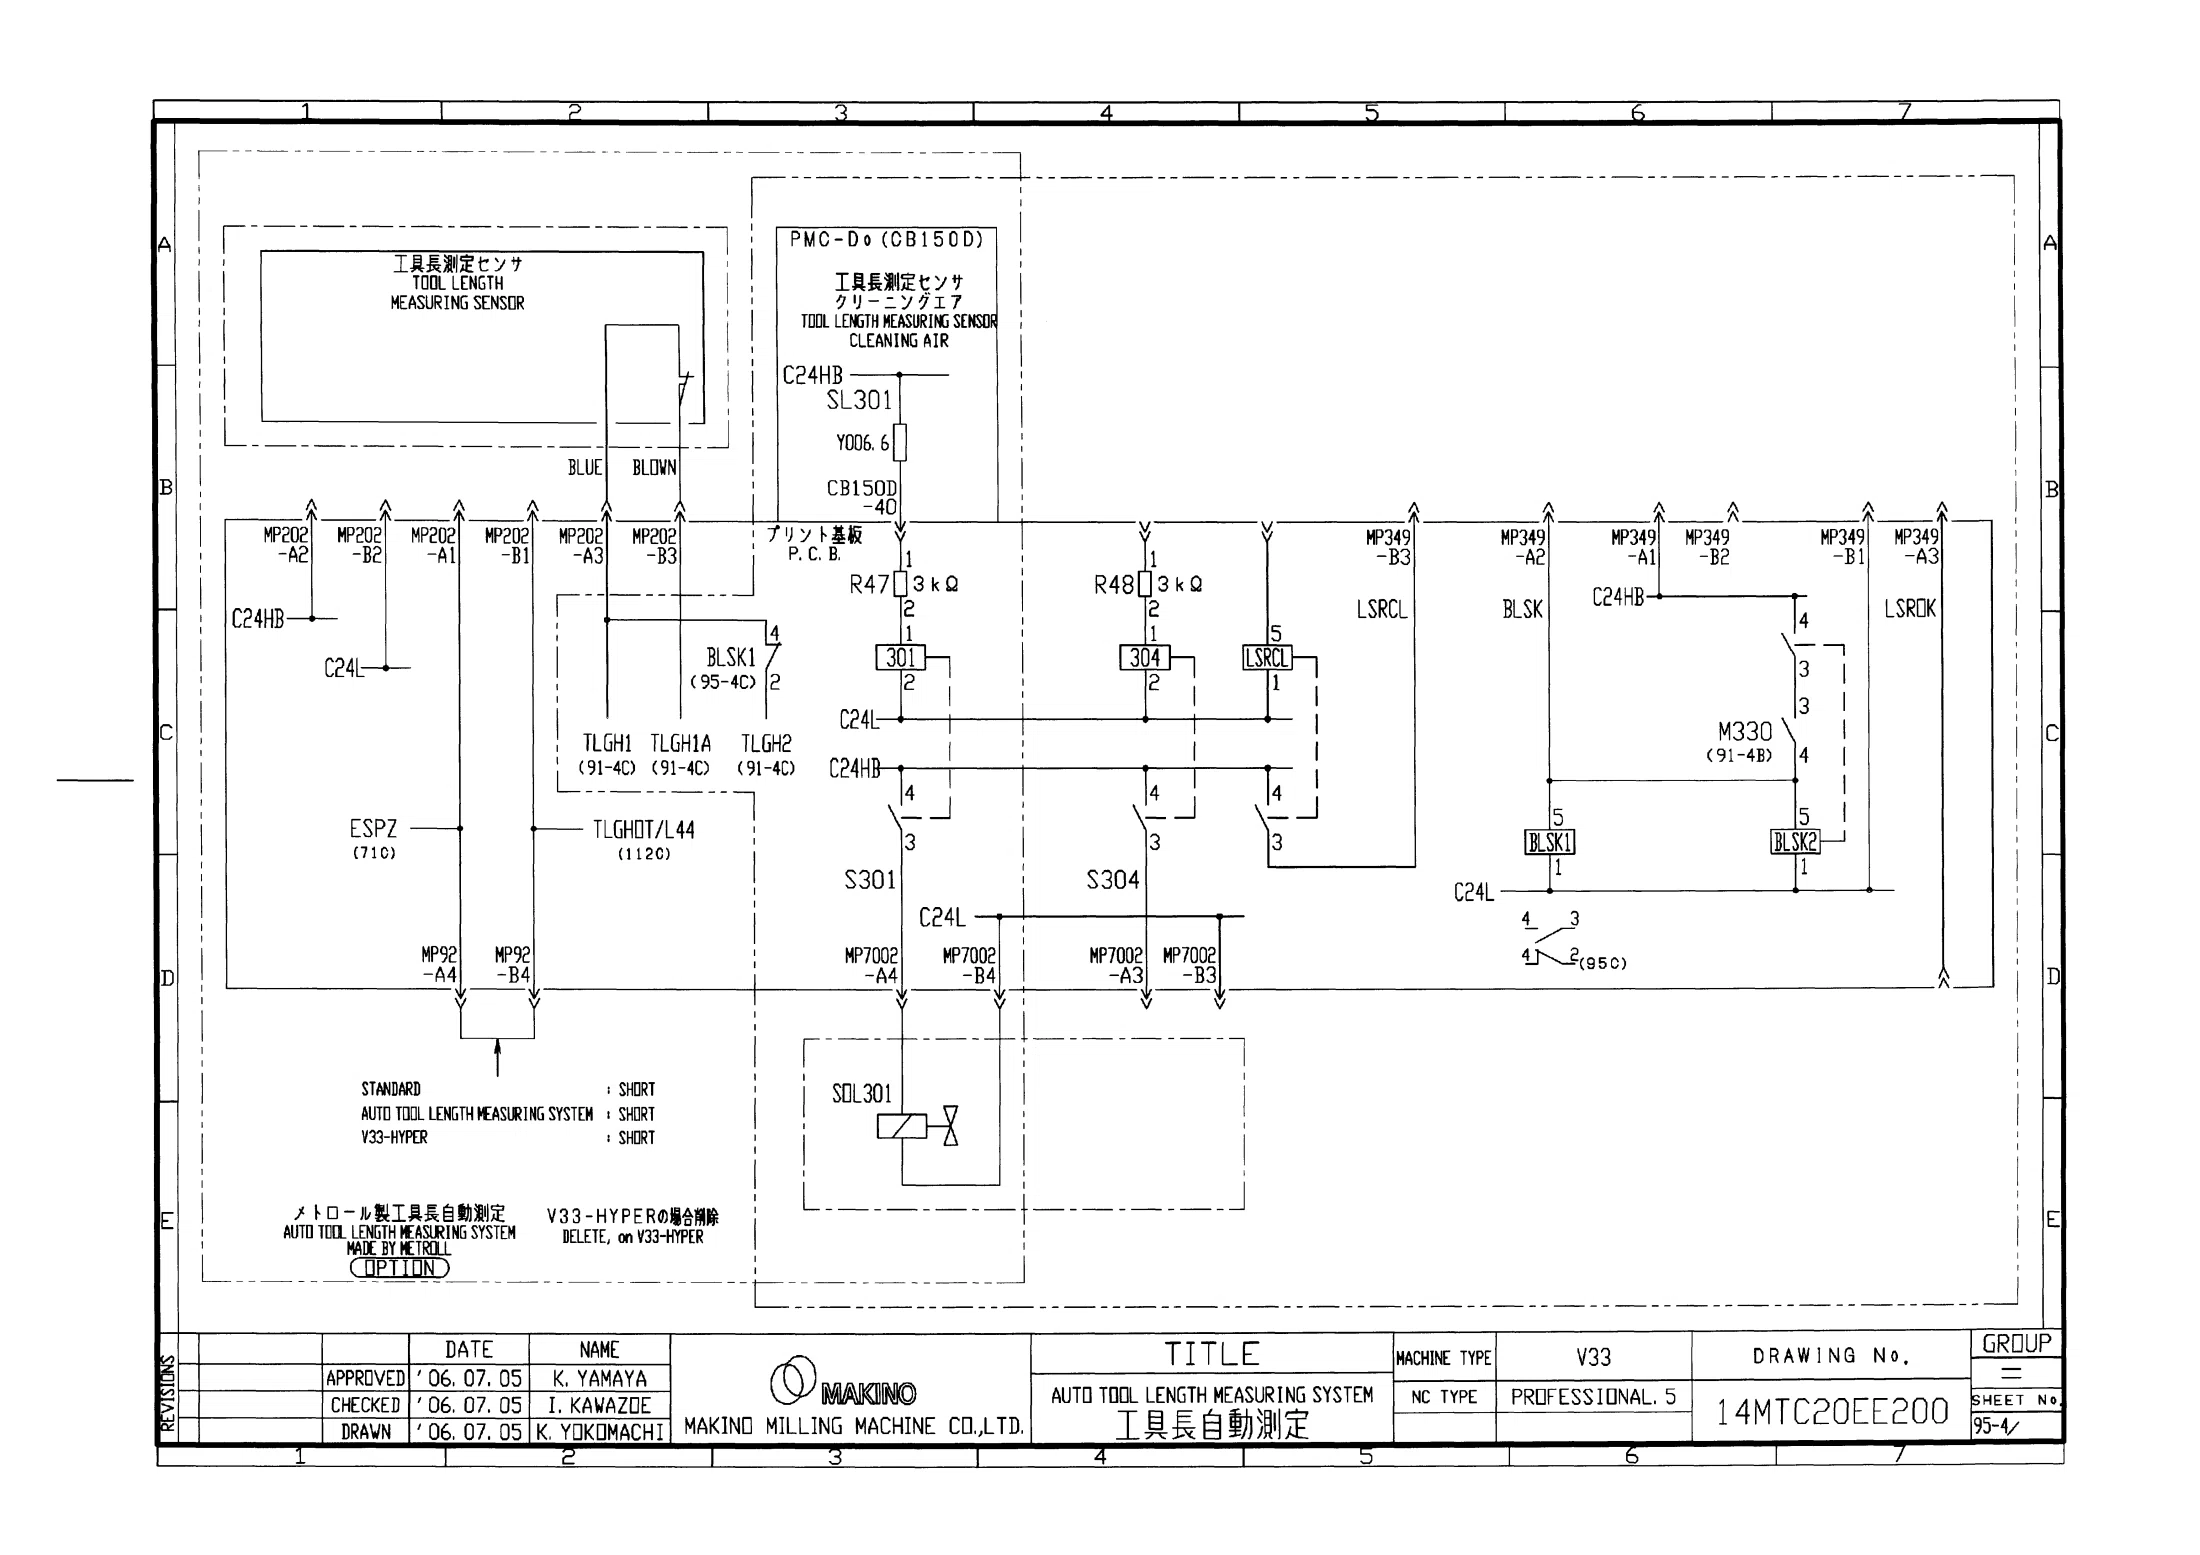 1 2 3 4 5 6 7
A A
B B
C C
D D
E E
工具長測定センサ
TOOL LENGTH
MEASURING SENSOR
PMC-Do (CB150D)
工具長測定センサ
クリーニングエア
TOOL LENGTH MEASURING SENSOR
CLEANING AIR
C24HB
SL301
Y006.6
CB150D
-40
BLUE BLOWN
MP202
-A2
MP202
-B2
MP202
-A1
MP202
-B1
MP202
-A3
MP202
-B3
プリント基板
P.C.B.
MP349
-B3
MP349
-A2
MP349
-A1
MP349
-B2
MP349
-B1
MP349
-A3
1
R47 3kΩ
2
1
R48 3kΩ
2
C24HB
C24L
LSRCL
BLSK
C24HB
LSROK
4
BLSK1
(95-4C) 2
1
301
2
1
304
2
5
LSRCL
1
4
3
3
M330
(91-4B) 4
C24L
TLGH1
(91-4C)
TLGH1A
(91-4C)
TLGH2
(91-4C)
C24HB
4
3
4
3
4
3
ESPZ
(71C)
TLGHOT/L44
(112C)
5
BLSK1
1
5
BLSK2
1
S301
S304
C24L
C24L
4 3
4 2(95C)
MP92
-A4
MP92
-B4
MP7002
-A4
MP7002
-B4
MP7002
-A3
MP7002
-B3
SOL301
STANDARD : SHORT
AUTO TOOL LENGTH MEASURING SYSTEM : SHORT
V33-HYPER : SHORT
メトロール製工具長自動測定
AUTO TOOL LENGTH MEASURING SYSTEM
MADE BY METROLL
OPTION
V33-HYPERの場合削除
DELETE, on V33-HYPER
REVISIONS
DATE NAME
APPROVED '06.07.05 K. YAMAYA
CHECKED '06.07.05 I. KAWAZOE
DRAWN '06.07.05 K. YOKOMACHI
MAKINO
MAKINO MILLING MACHINE CO.,LTD.
TITLE
AUTO TOOL LENGTH MEASURING SYSTEM
工具長自動測定
MACHINE TYPE V33
NC TYPE PROFESSIONAL.5
DRAWING No.
14MTC20EE200
GROUP
=
SHEET No.
95-4/
1 2 3 4 5 6 7